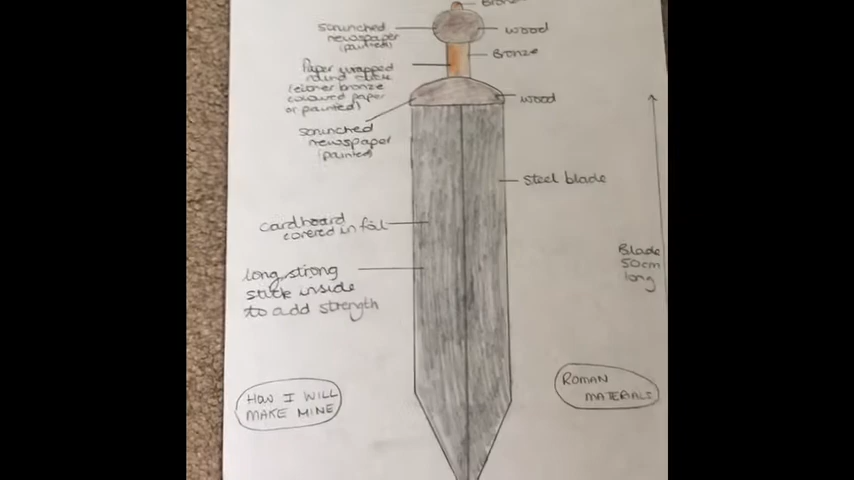 Bronze
scrunched
newspaper
(painted)
wood
Bronze
Paper wrapped
round stick
(either bronze
coloured paper
or painted)
wood
scrunched
newspaper
(painted)
steel blade
cardboard
covered in foil
long, strong
stick inside
to add strength
Blade
50cm
long
HOW I WILL
MAKE MINE
ROMAN
MATERIALS